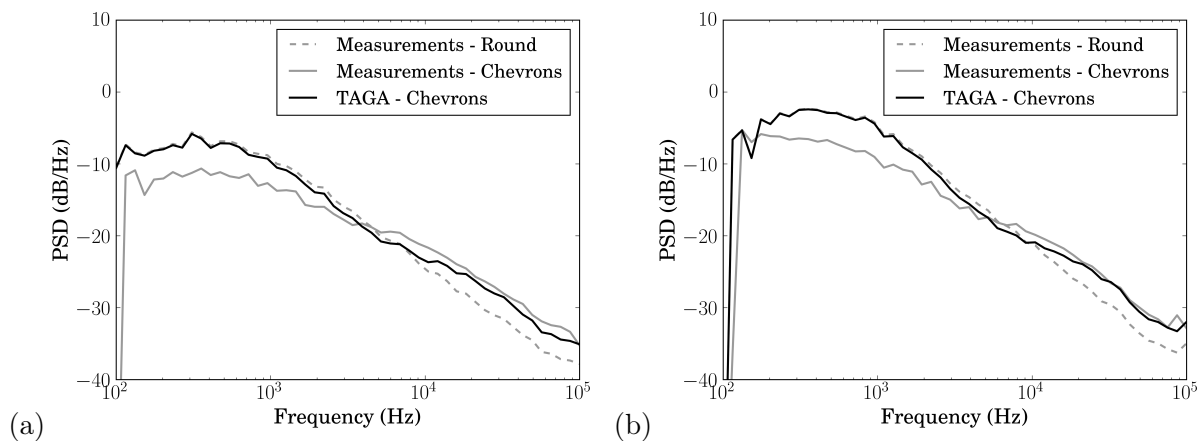 10
0
−10
−20
−30
−40
PSD (dB/Hz)
Measurements - Round
Measurements - Chevrons
TAGA - Chevrons
10²
10³
10⁴
10⁵
Frequency (Hz)
(a)
10
0
−10
−20
−30
−40
PSD (dB/Hz)
Measurements - Round
Measurements - Chevrons
TAGA - Chevrons
10²
10³
10⁴
10⁵
Frequency (Hz)
(b)